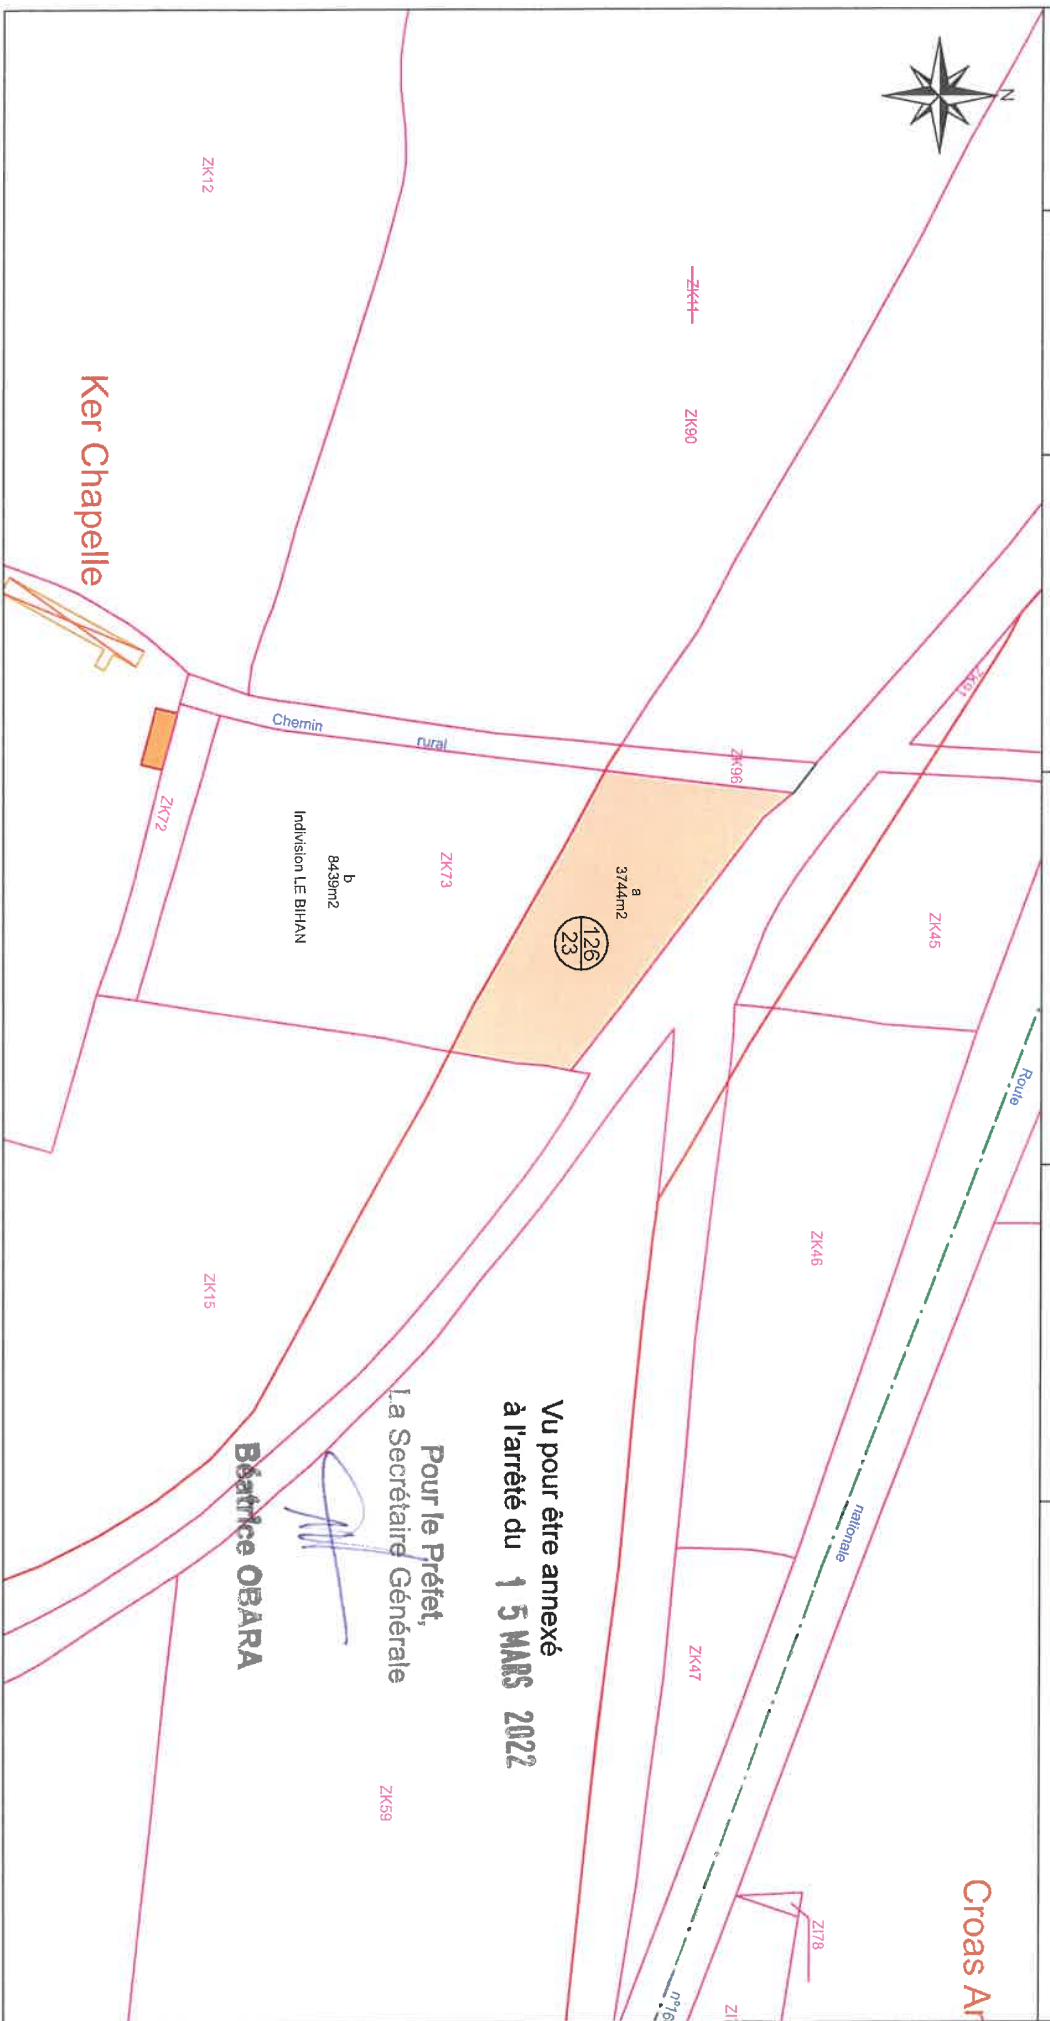 N
Croas
ZK91
ZK11
ZK90
ZK96
ZK45
Route
ZK46
nationale
ZI78
n°16
ZK12
Chemin
rural
a
3744m2
126
23
ZK73
b
8439m2
Indivision LE BIHAN
ZK72
Ker Chapelle
ZK15
ZK47
ZK59
Vu pour être annexé
à l'arrêté du 15 MARS 2022
Pour le Préfet,
La Secrétaire Générale
Béatrice OBARA